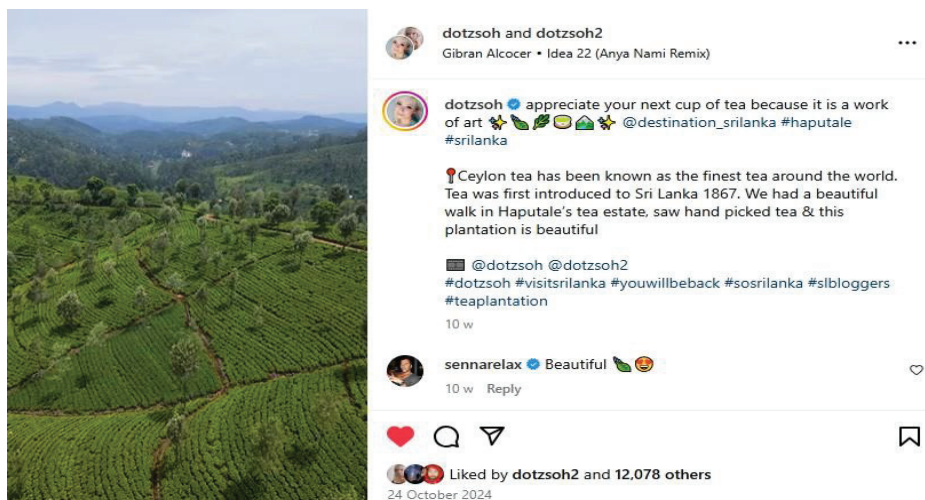 dotzsoh and dotzsoh2
Gibran Alcocer • Idea 22 (Anya Nami Remix)
dotzsoh appreciate your next cup of tea because it is a work
of art ✨🍃🌿🍵🏔✨ @destination_srilanka #haputale
#srilanka
📍Ceylon tea has been known as the finest tea around the world.
Tea was first introduced to Sri Lanka 1867. We had a beautiful
walk in Haputale's tea estate, saw hand picked tea & this
plantation is beautiful
@dotzsoh @dotzsoh2
#dotzsoh #visitsrilanka #youwillbeback #sosrilanka #slbloggers
#teaplantation
10 w
sennarelax Beautiful 🍃😍
10 w Reply
Liked by dotzsoh2 and 12,078 others
24 October 2024